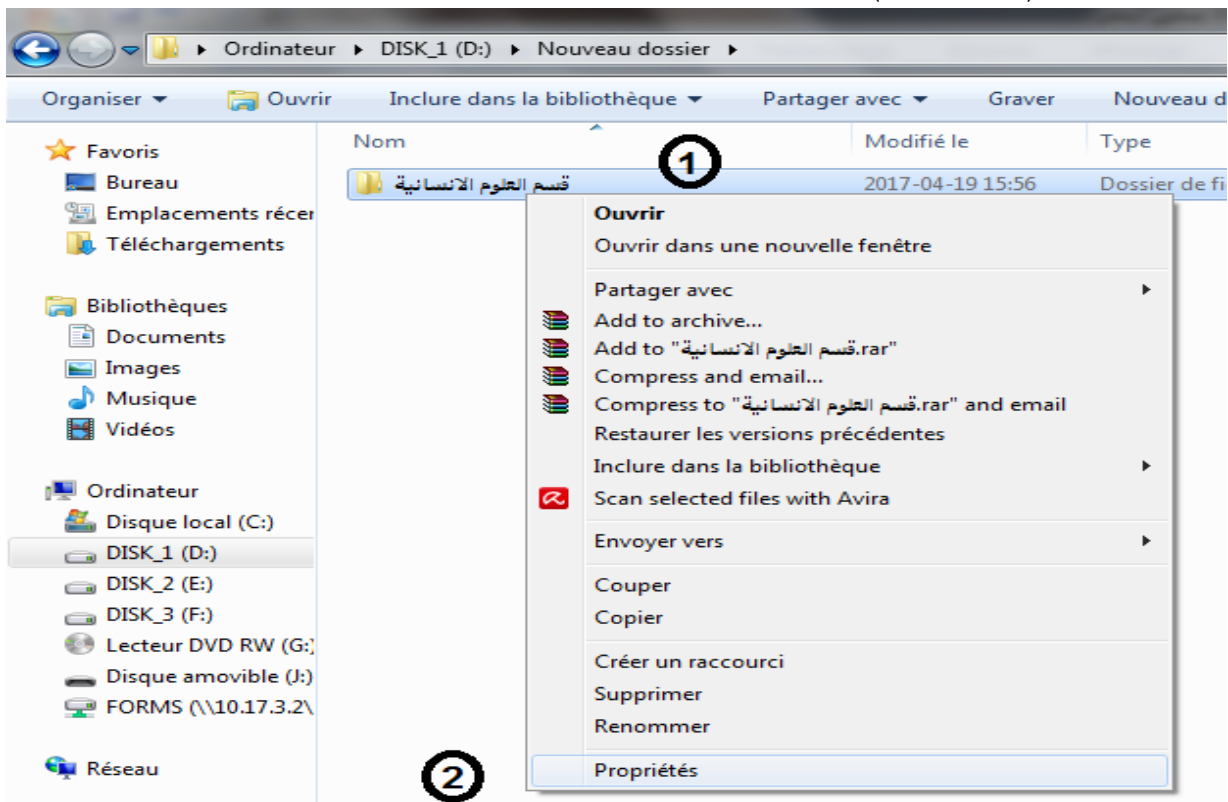 Ordinateur ▸ DISK_1 (D:) ▸ Nouveau dossier ▸
Organiser ▾ Ouvrir Inclure dans la bibliothèque ▾ Partager avec ▾ Graver Nouveau d
Nom Modifié le Type
قسم العلوم الانسانية 2017-04-19 15:56 Dossier de fi
1
Favoris
Bureau
Emplacements récer
Téléchargements
Bibliothèques
Documents
Images
Musique
Vidéos
Ordinateur
Disque local (C:)
DISK_1 (D:)
DISK_2 (E:)
DISK_3 (F:)
Lecteur DVD RW (G:)
Disque amovible (J:)
FORMS (\\10.17.3.2\
Réseau
Ouvrir
Ouvrir dans une nouvelle fenêtre
Partager avec
Add to archive...
Add to "قسم العلوم الانسانية.rar"
Compress and email...
Compress to "قسم العلوم الانسانية.rar" and email
Restaurer les versions précédentes
Inclure dans la bibliothèque
Scan selected files with Avira
Envoyer vers
Couper
Copier
Créer un raccourci
Supprimer
Renommer
2
Propriétés